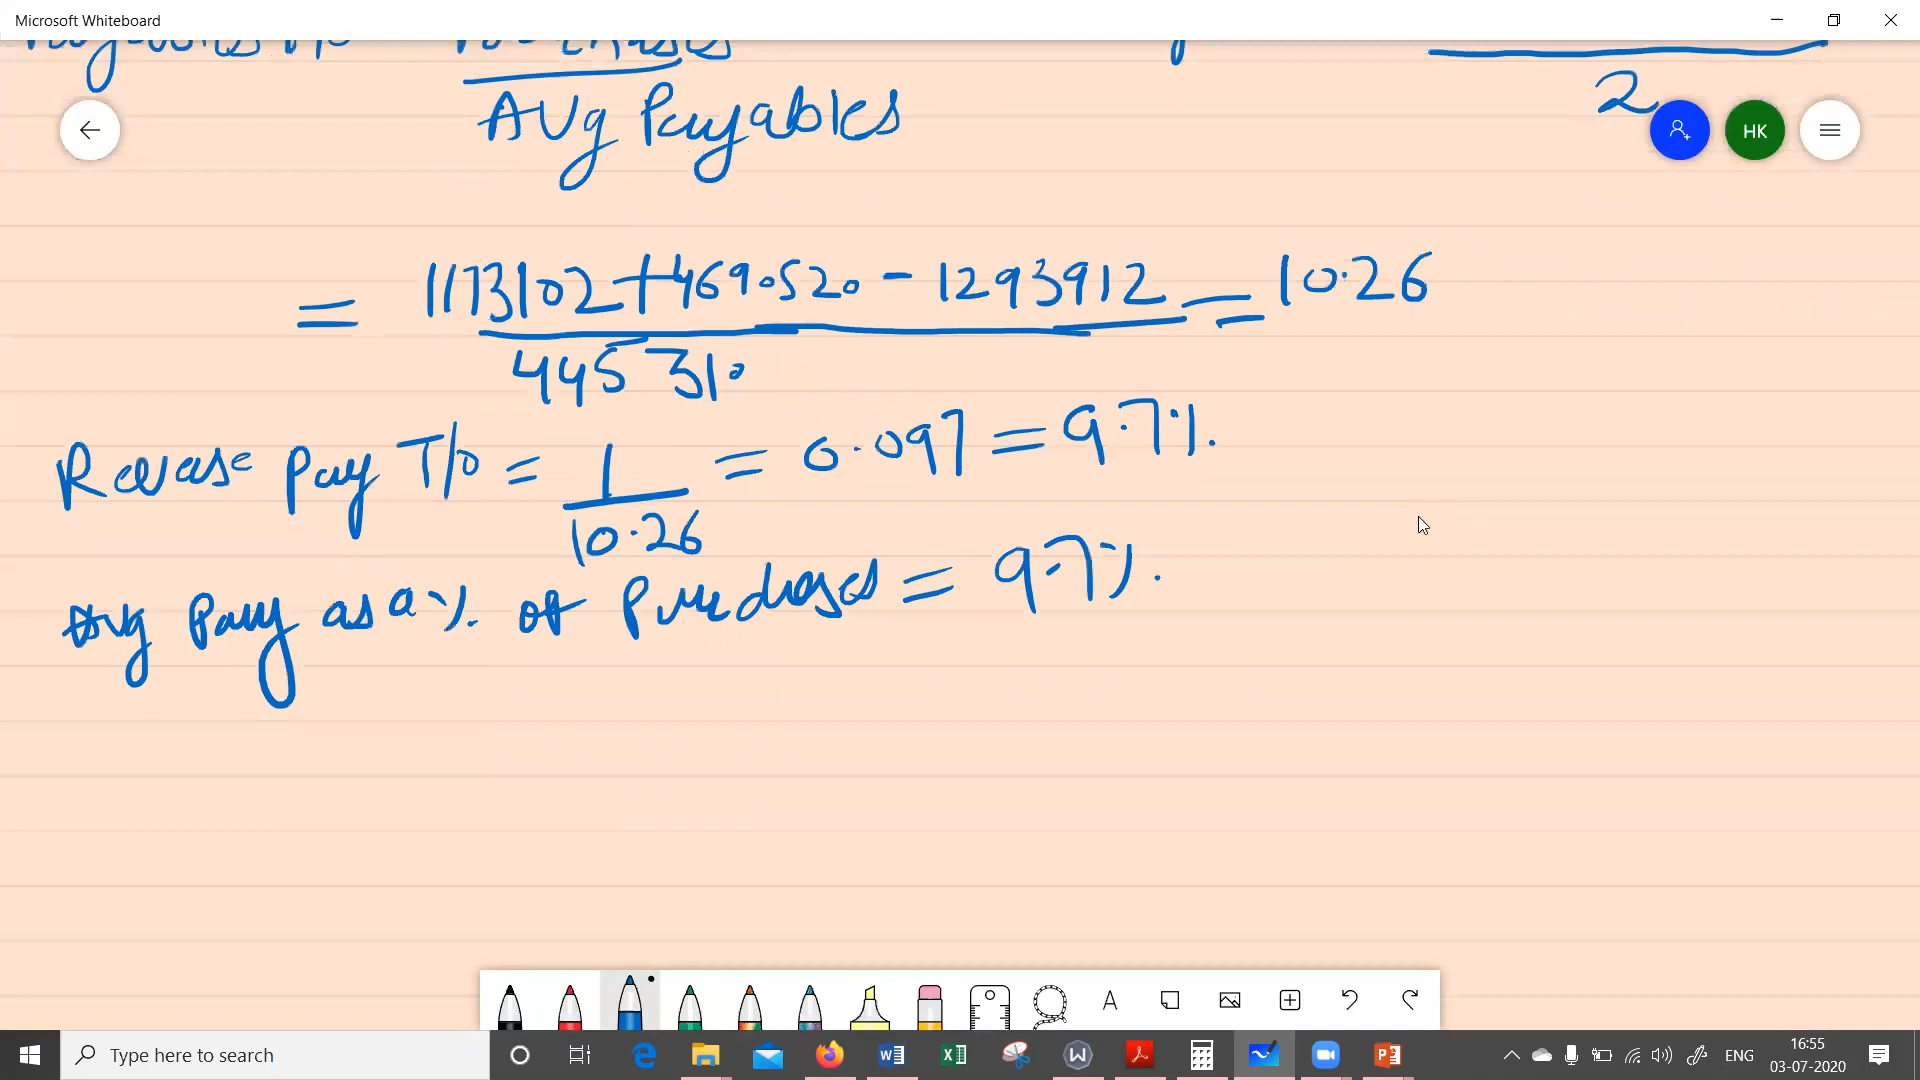 Microsoft Whiteboard
AVg Payables
2
HK
= 1173102+4690520 - 1293912 = 10.26
445310
Reverse Pay T/o = 1 = 0.097 = 9.7%.
10.26
Avg Pay as a %. of Purchases = 9.7%.
A
Type here to search
ENG
16:55
03-07-2020